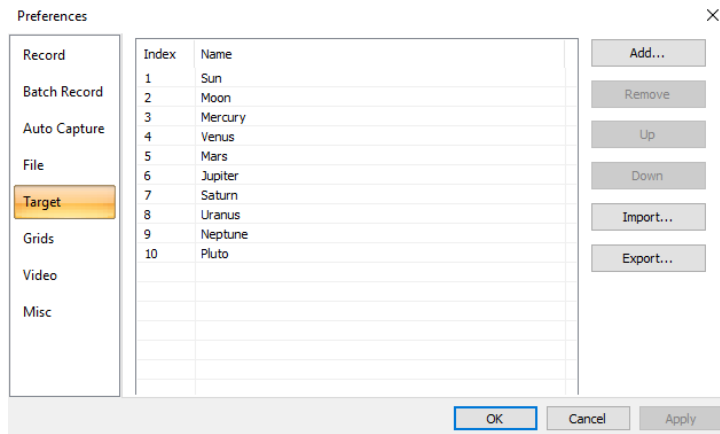 Preferences
Record
Batch Record
Auto Capture
File
Target
Grids
Video
Misc
Index Name
1 Sun
2 Moon
3 Mercury
4 Venus
5 Mars
6 Jupiter
7 Saturn
8 Uranus
9 Neptune
10 Pluto
Add...
Remove
Up
Down
Import...
Export...
OK Cancel Apply